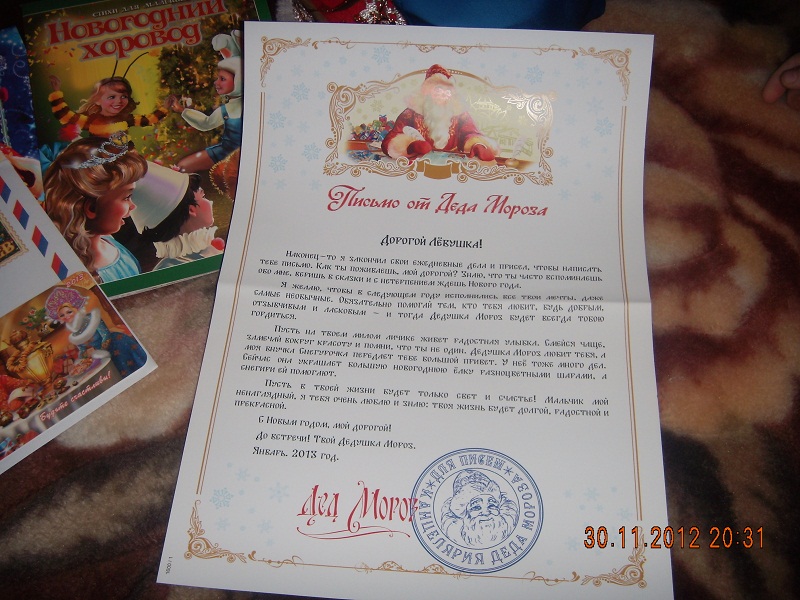 СТИХИ ДЛЯ
НОВОГОДНИЙ
ХОРОВОД
Письмо от Деда Мороза
Дорогой Лёвушка!
Наконец-то я закончил свои ежедневные дела и присел, чтобы написать
тебе письмо. Как ты поживаешь, мой дорогой? Знаю, что ты часто вспоминаешь
обо мне, веришь в сказки и с нетерпением ждешь Нового года.
Я желаю, чтобы в следующем году исполнились все твои мечты, даже
самые необычные. Обязательно помогай тем, кто тебя любит, будь добрым,
отзывчивым и ласковым – и тогда Дедушка Мороз будет всегда тобою
гордиться.
Пусть на твоем милом личике живет радостная улыбка. Смейся чаще,
замечай вокруг красоту и помни, что ты не один. Дедушка Мороз любит тебя, а
моя внучка Снегурочка передает тебе большой привет. У неё тоже много дел.
Сейчас она украшает большую новогоднюю ёлку разноцветными шарами, а
снегири ей помогают.
Пусть в твоей жизни будет только свет и счастье! Мальчик мой
ненаглядный, я тебя очень люблю и знаю: твоя жизнь будет долгой, радостной и
прекрасной.
С Новым годом, мой дорогой!
До встречи! Твой Дедушка Мороз.
Январь, 2013 год.
Дед Мороз
ДЛЯ ПИСЕМ
КАНЦЕЛЯРИЯ ДЕДА МОРОЗА
Будьте счастливы!
30.11.2012 20:31